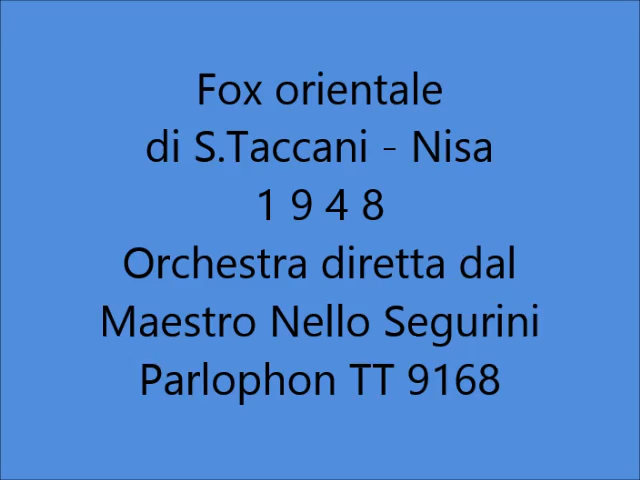 Fox orientale
di S.Taccani - Nisa
1 9 4 8
Orchestra diretta dal
Maestro Nello Segurini
Parlophon TT 9168